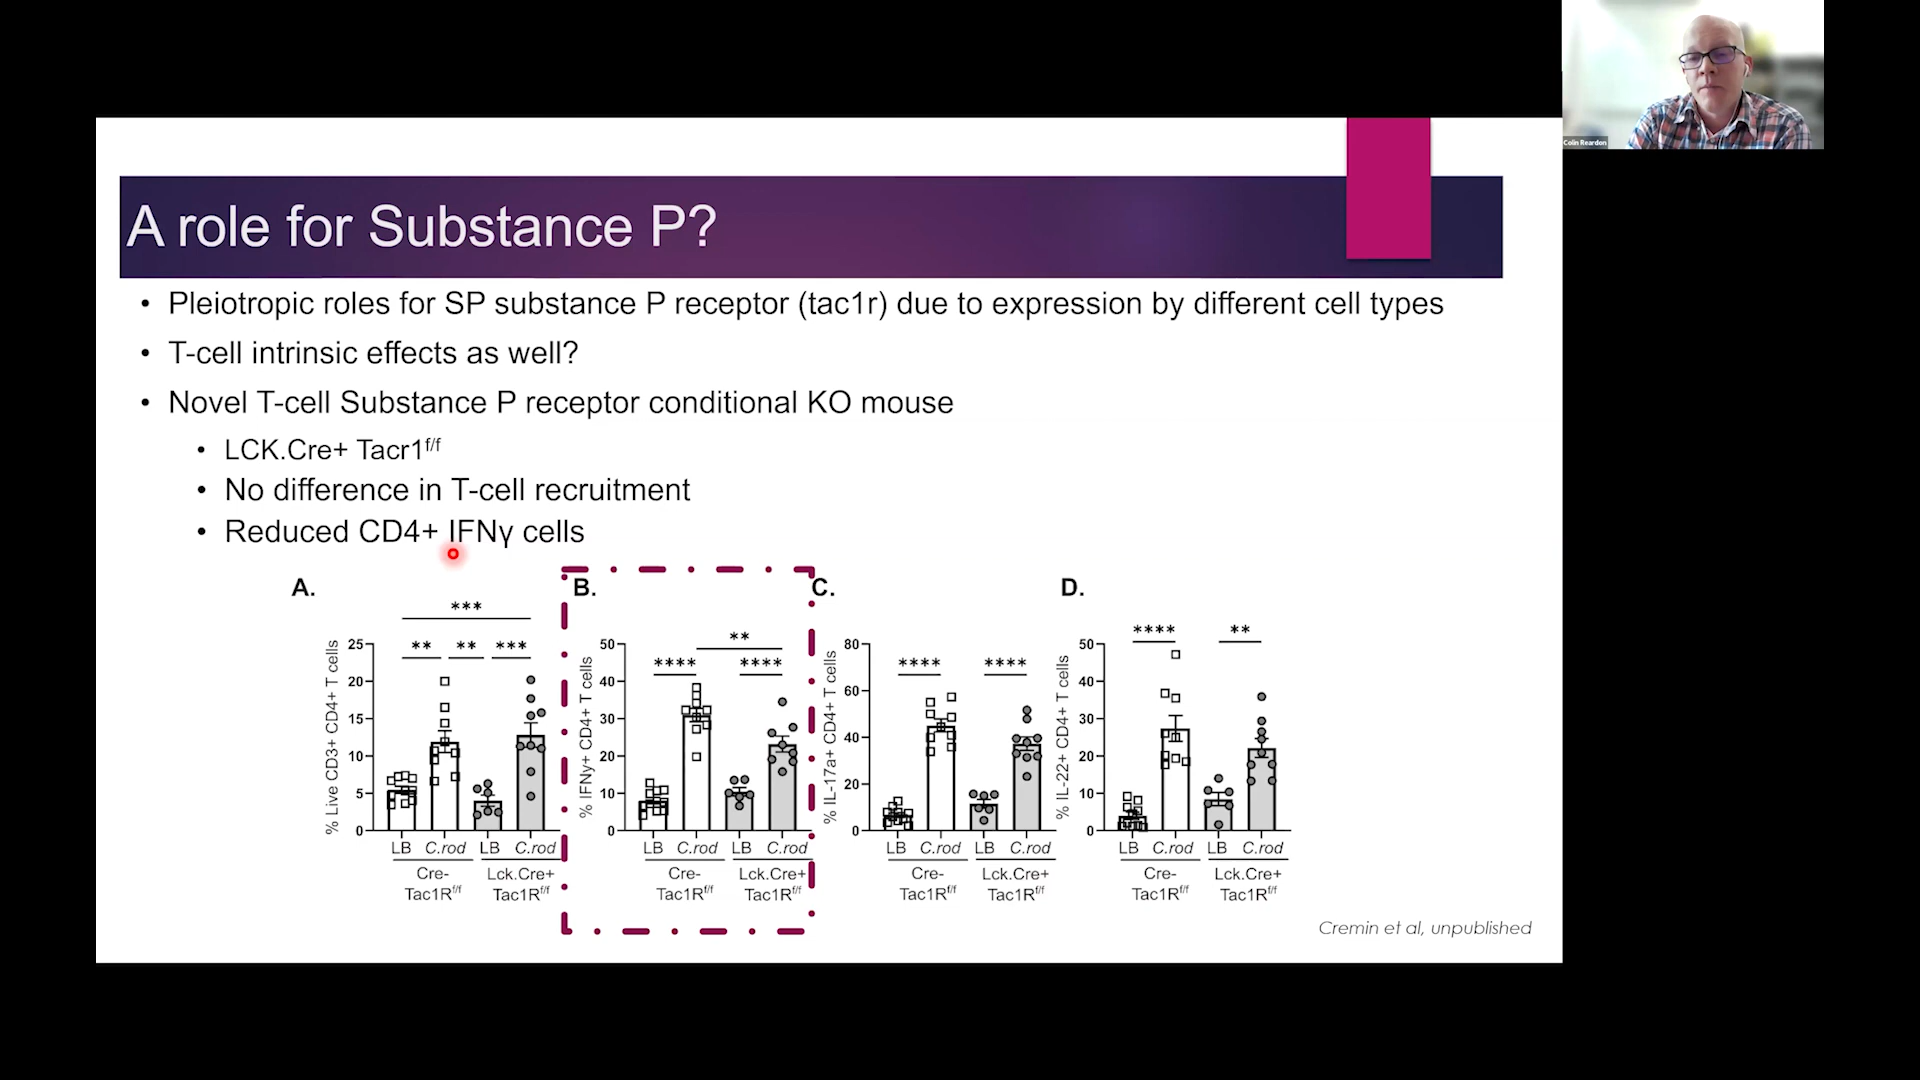 Colin Reardon
A role for Substance P?
• Pleiotropic roles for SP substance P receptor (tac1r) due to expression by different cell types
• T-cell intrinsic effects as well?
• Novel T-cell Substance P receptor conditional KO mouse
• LCK.Cre+ Tacr1f/f
• No difference in T-cell recruitment
• Reduced CD4+ IFNγ cells
A.
% Live CD3+ CD4+ T cells
25
20
15
10
5
0
***
** ** ***
LB C.rod LB C.rod
Cre- Lck.Cre+
Tac1Rf/f Tac1Rf/f
B.
% IFNγ+ CD4+ T cells
50
40
30
20
10
0
**
**** ****
LB C.rod LB C.rod
Cre- Lck.Cre+
Tac1Rf/f Tac1Rf/f
C.
% IL-17a+ CD4+ T cells
80
60
40
20
0
**** ****
LB C.rod LB C.rod
Cre- Lck.Cre+
Tac1Rf/f Tac1Rf/f
D.
% IL-22+ CD4+ T cells
50
40
30
20
10
0
**** **
LB C.rod LB C.rod
Cre- Lck.Cre+
Tac1Rf/f Tac1Rf/f
Cremin et al, unpublished